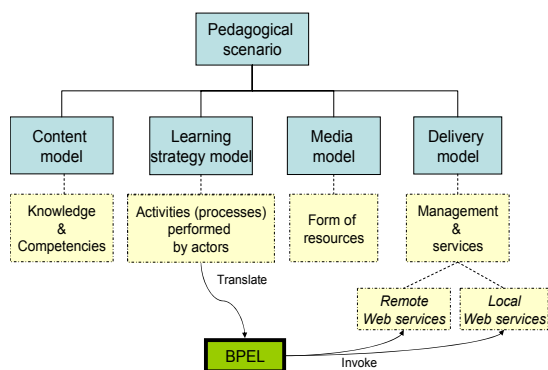 Pedagogical
scenario
Content
model
Learning
strategy model
Media
model
Delivery
model
Knowledge
&
Competencies
Activities (processes)
performed
by actors
Form of
resources
Management
&
services
Translate
Remote
Web services
Local
Web services
BPEL
Invoke